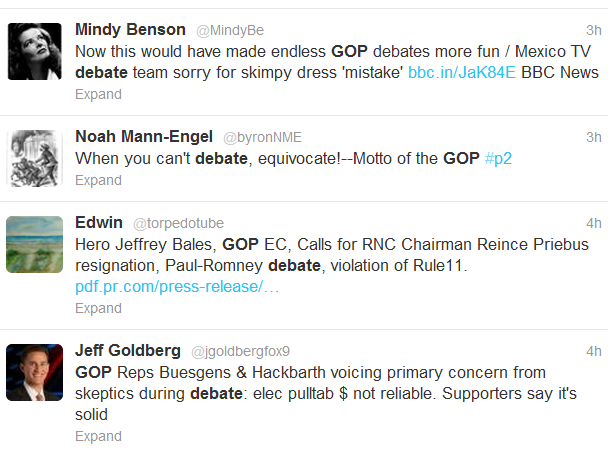 Mindy Benson @MindyBe 3h
Now this would have made endless GOP debates more fun / Mexico TV
debate team sorry for skimpy dress 'mistake' bbc.in/JaK84E BBC News
Expand
Noah Mann-Engel @byronNME 3h
When you can't debate, equivocate!--Motto of the GOP #p2
Expand
Edwin @torpedotube 4h
Hero Jeffrey Bales, GOP EC, Calls for RNC Chairman Reince Priebus
resignation, Paul-Romney debate, violation of Rule11.
pdf.pr.com/press-release/…
Expand
Jeff Goldberg @jgoldbergfox9 4h
GOP Reps Buesgens & Hackbarth voicing primary concern from
skeptics during debate: elec pulltab $ not reliable. Supporters say it's
solid
Expand